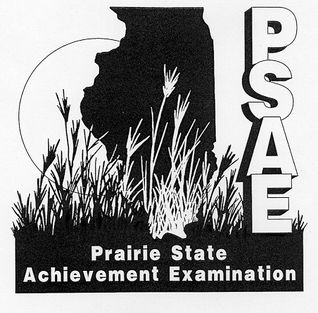 PSAE
Prairie State
Achievement Examination